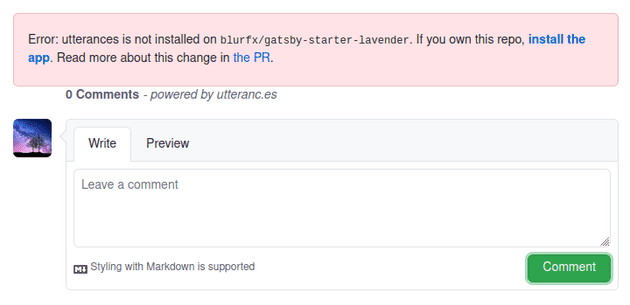 Error: utterances is not installed on blurfx/gatsby-starter-lavender. If you own this repo, install the
app. Read more about this change in the PR.
0 Comments - powered by utteranc.es
Write Preview
Leave a comment
Styling with Markdown is supported
Comment